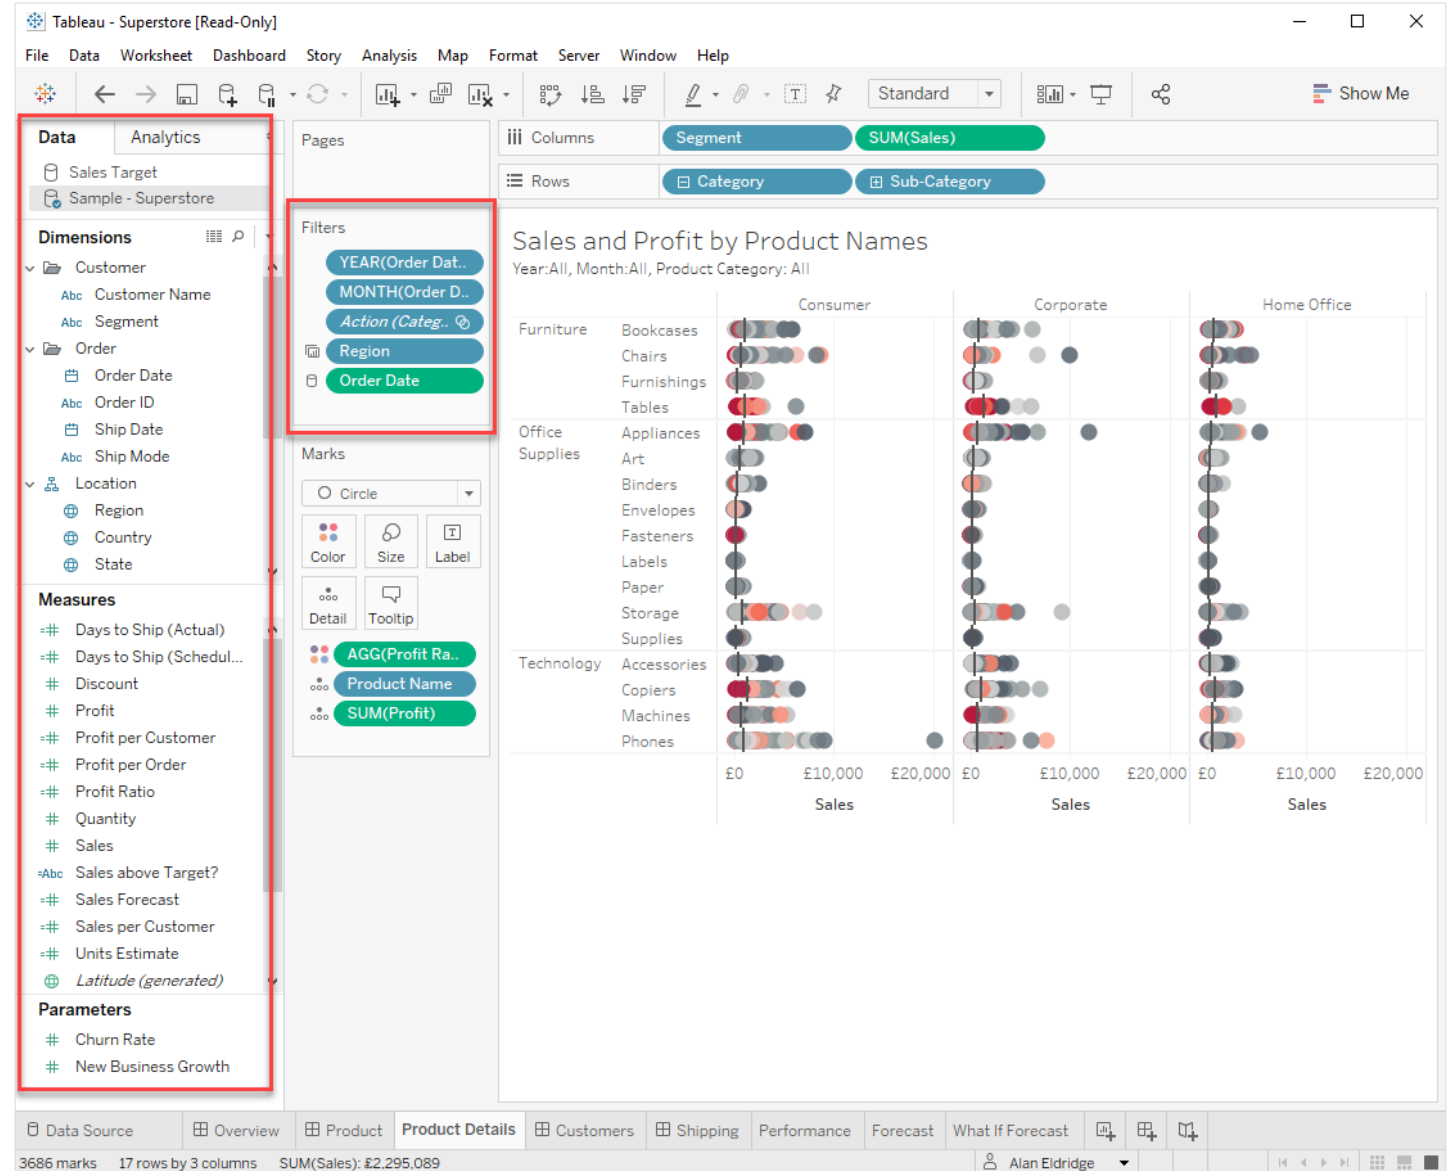 Tableau - Superstore [Read-Only]
File Data Worksheet Dashboard Story Analysis Map Format Server Window Help
Standard
Show Me
Data Analytics
Sales Target
Sample - Superstore
Dimensions
Customer
Abc Customer Name
Abc Segment
Order
Order Date
Abc Order ID
Ship Date
Abc Ship Mode
Location
Region
Country
State
Measures
=# Days to Ship (Actual)
=# Days to Ship (Schedul...
# Discount
# Profit
=# Profit per Customer
=# Profit per Order
=# Profit Ratio
# Quantity
# Sales
=Abc Sales above Target?
=# Sales Forecast
=# Sales per Customer
=# Units Estimate
Latitude (generated)
Parameters
# Churn Rate
# New Business Growth
Pages
Filters
YEAR(Order Dat..
MONTH(Order D..
Action (Categ..
Region
Order Date
Marks
Circle
Color Size Label
Detail Tooltip
AGG(Profit Ra..
Product Name
SUM(Profit)
Columns Segment SUM(Sales)
Rows Category Sub-Category
Sales and Profit by Product Names
Year:All, Month:All, Product Category: All
Consumer Corporate Home Office
Furniture Bookcases
Chairs
Furnishings
Tables
Office Supplies Appliances
Art
Binders
Envelopes
Fasteners
Labels
Paper
Storage
Supplies
Technology Accessories
Copiers
Machines
Phones
£0 £10,000 £20,000 £0 £10,000 £20,000 £0 £10,000 £20,000
Sales Sales Sales
Data Source Overview Product Product Details Customers Shipping Performance Forecast What If Forecast
3686 marks 17 rows by 3 columns SUM(Sales): £2,295,089 Alan Eldridge